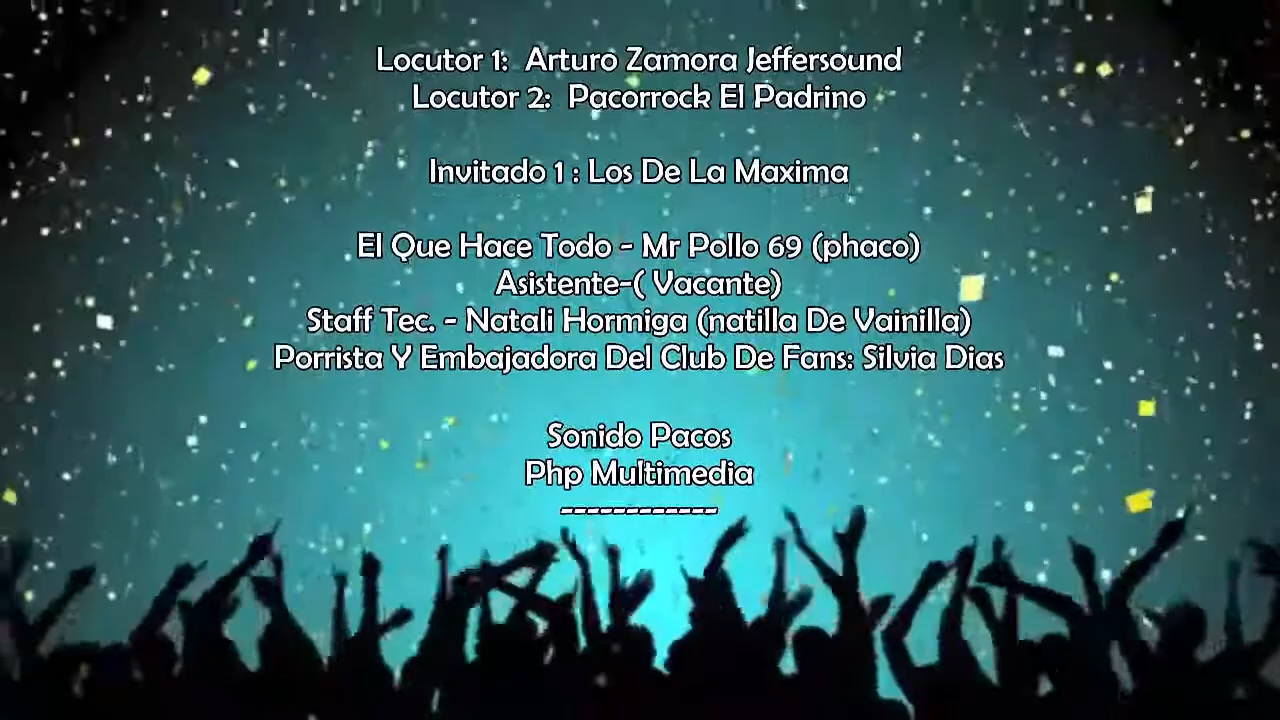 Locutor 1:  Arturo Zamora Jeffersound
Locutor 2:  Pacorrock El Padrino
Invitado 1 : Los De La Maxima
El Que Hace Todo - Mr Pollo 69 (phaco)
Asistente-( Vacante)
Staff Tec. - Natali Hormiga (natilla De Vainilla)
Porrista Y Embajadora Del Club De Fans: Silvia Dias
Sonido Pacos
Php Multimedia
------------